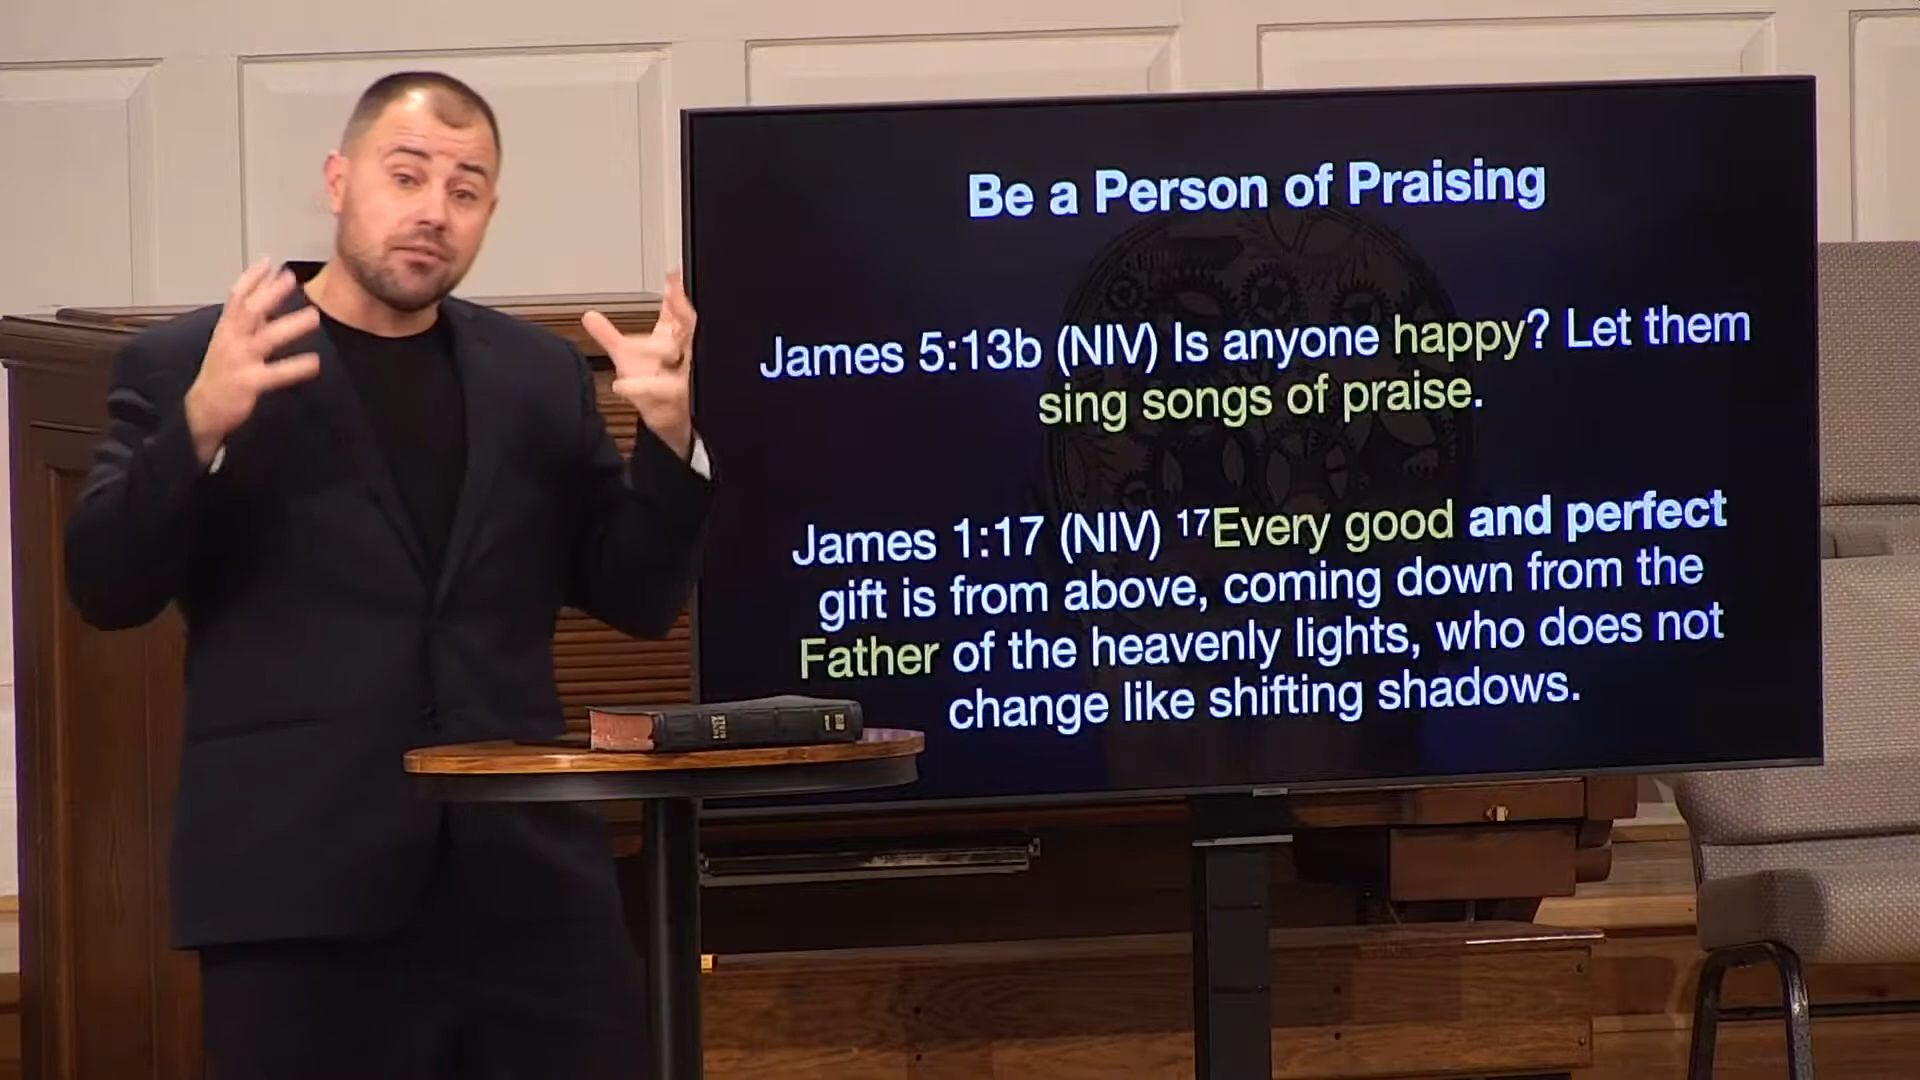 Be a Person of Praising
James 5:13b (NIV) Is anyone happy? Let them
sing songs of praise.
James 1:17 (NIV) ¹⁷Every good and perfect
gift is from above, coming down from the
Father of the heavenly lights, who does not
change like shifting shadows.